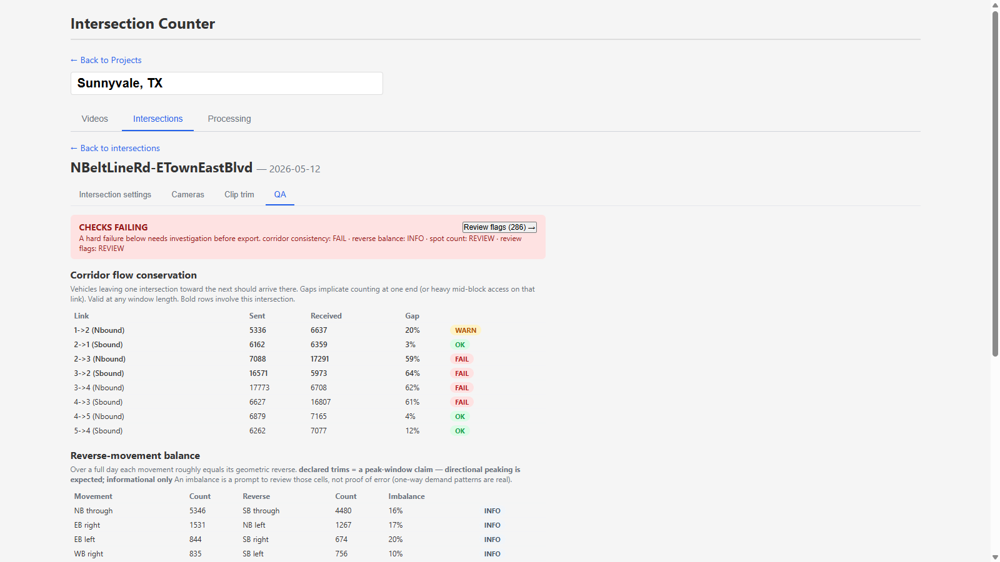 Intersection Counter
← Back to Projects
Sunnyvale, TX
Videos Intersections Processing
← Back to intersections
NBeltLineRd-ETownEastBlvd — 2026-05-12
Intersection settings Cameras Clip trim QA
CHECKS FAILING Review flags (286) →
A hard failure below needs investigation before export. corridor consistency: FAIL · reverse balance: INFO · spot count: REVIEW · review
flags: REVIEW
Corridor flow conservation
Vehicles leaving one intersection toward the next should arrive there. Gaps implicate counting at one end (or heavy mid-block access on that
link). Valid at any window length. Bold rows involve this intersection.
Link Sent Received Gap
1->2 (Nbound) 5336 6637 20% WARN
2->1 (Sbound) 6162 6359 3% OK
2->3 (Nbound) 7088 17291 59% FAIL
3->2 (Sbound) 16571 5973 64% FAIL
3->4 (Nbound) 17773 6708 62% FAIL
4->3 (Sbound) 6627 16807 61% FAIL
4->5 (Nbound) 6879 7165 4% OK
5->4 (Sbound) 6262 7077 12% OK
Reverse-movement balance
Over a full day each movement roughly equals its geometric reverse. declared trims = a peak-window claim — directional peaking is
expected; informational only An imbalance is a prompt to review those cells, not proof of error (one-way demand patterns are real).
Movement Count Reverse Count Imbalance
NB through 5346 SB through 4480 16% INFO
EB right 1531 NB left 1267 17% INFO
EB left 844 SB right 674 20% INFO
WB right 835 SB left 756 10% INFO